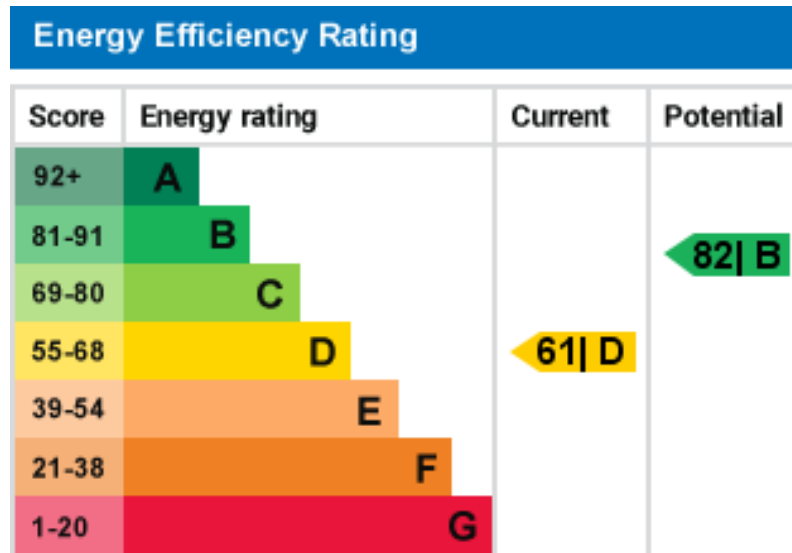 Energy Efficiency Rating
Score Energy rating Current Potential
92+ A
81-91 B 82| B
69-80 C
55-68 D 61| D
39-54 E
21-38 F
1-20 G